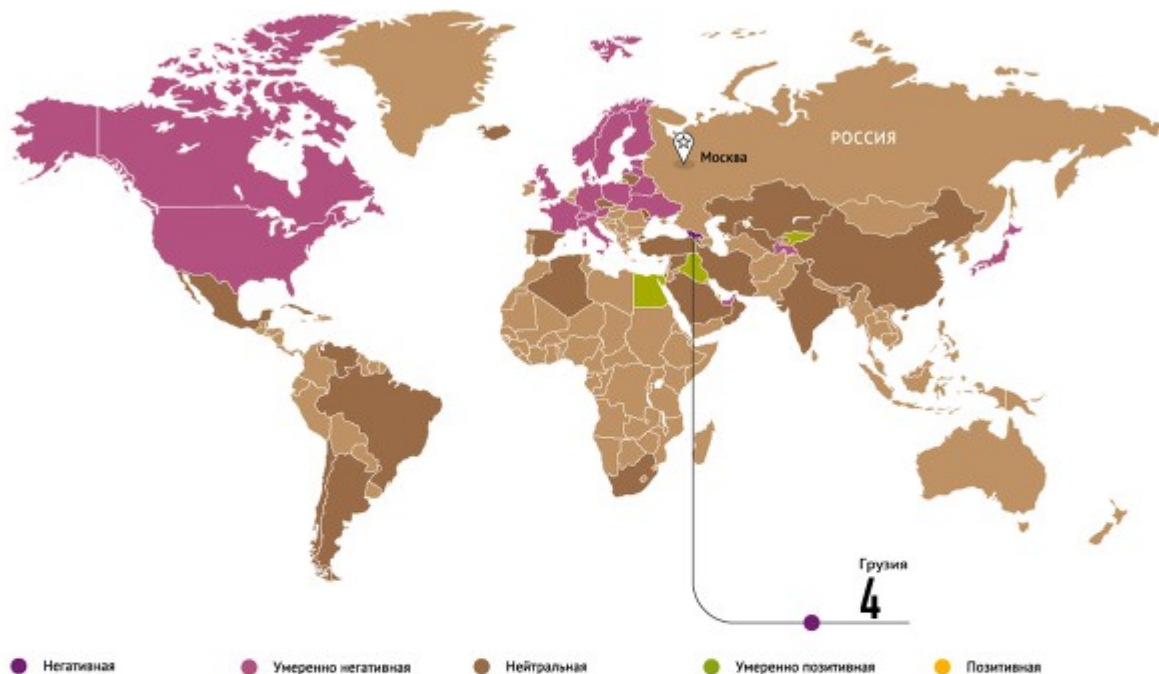 РОССИЯ
Москва
Грузия
4
Негативная
Умеренно негативная
Нейтральная
Умеренно позитивная
Позитивная